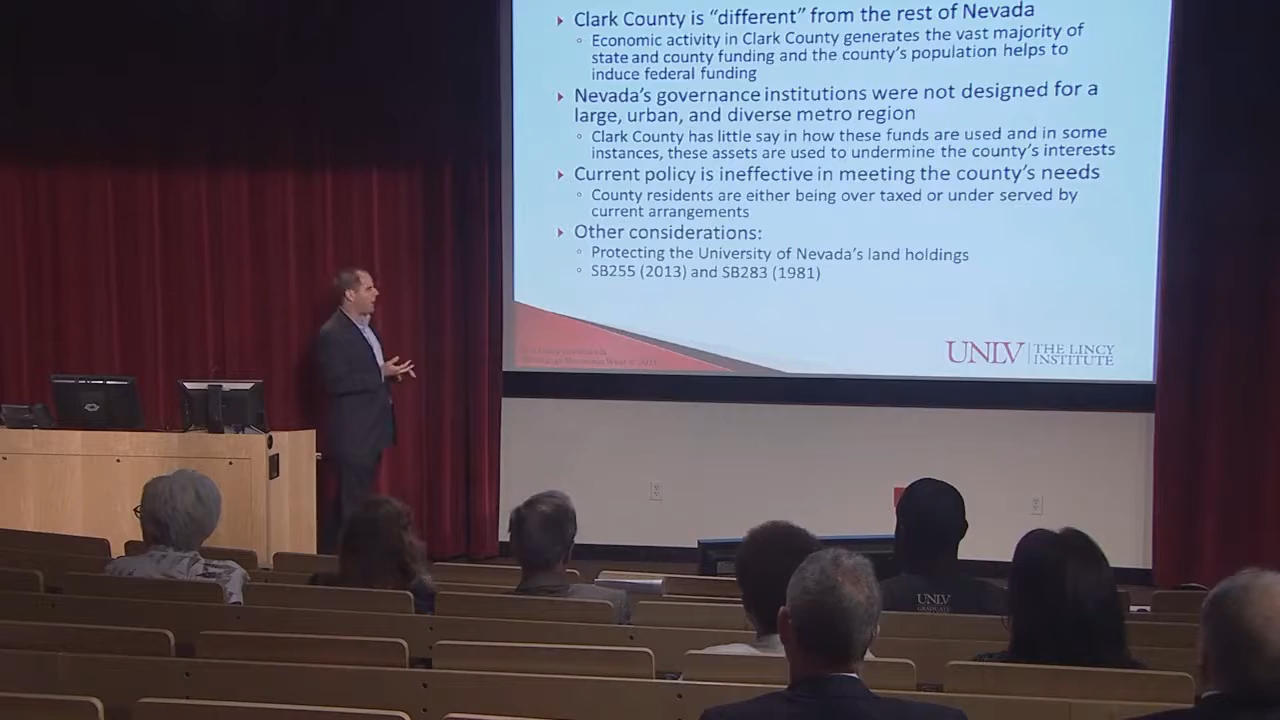 Clark County is “different” from the rest of Nevada
Economic activity in Clark County generates the vast majority of
state and county funding and the county’s population helps to
induce federal funding
Nevada’s governance institutions were not designed for a
large, urban, and diverse metro region
Clark County has little say in how these funds are used and in some
instances, these assets are used to undermine the county’s interests
Current policy is ineffective in meeting the county’s needs
County residents are either being over taxed or under served by
current arrangements
Other considerations:
Protecting the University of Nevada’s land holdings
SB255 (2013) and SB283 (1981)
UNLV
THE LINCY
INSTITUTE
UNLV
GRADUATE